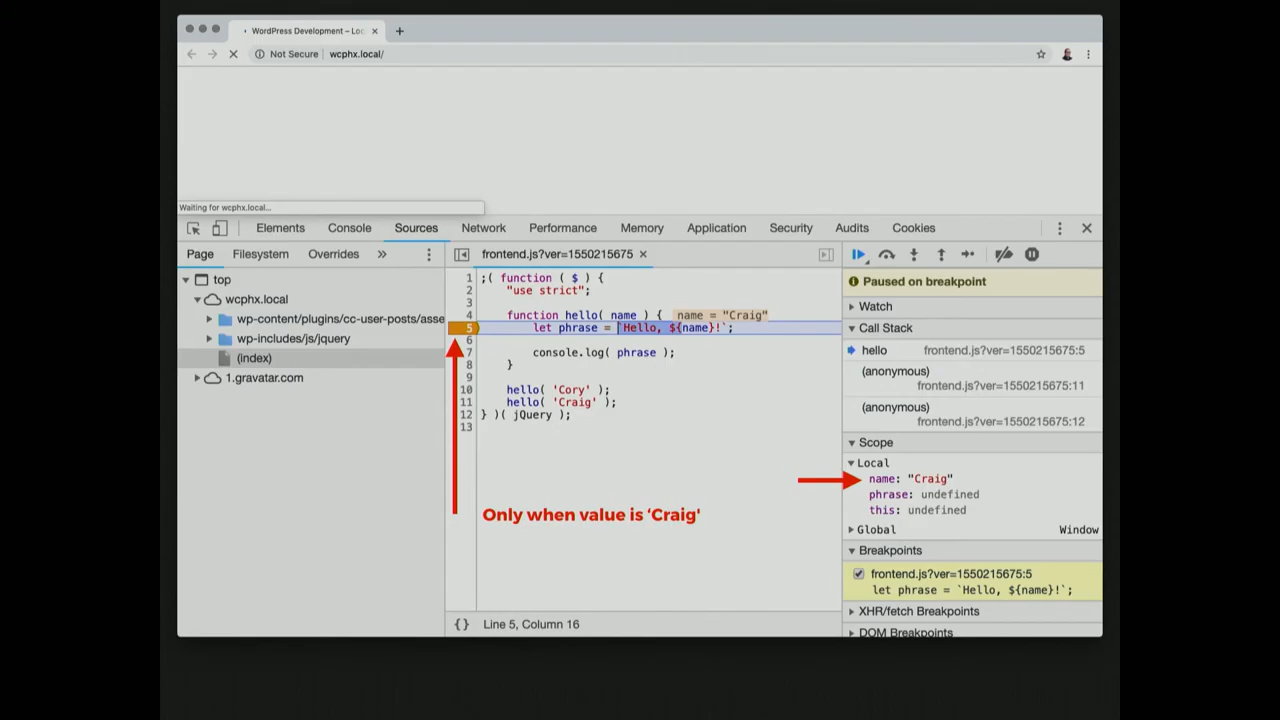 WordPress Development – Loc
Not Secure | wcphx.local/
Waiting for wcphx.local...
Elements Console Sources Network Performance Memory Application Security Audits Cookies
Page Filesystem Overrides »
frontend.js?ver=1550215675
top
wcphx.local
wp-content/plugins/cc-user-posts/asse
wp-includes/js/jquery
(index)
1.gravatar.com
1 ;( function ( $ ) {
2 "use strict";
3
4 function hello( name ) { name = "Craig"
5 let phrase = `Hello, ${name}!`;
6
7 console.log( phrase );
8 }
9
10 hello( 'Cory' );
11 hello( 'Craig' );
12 } )( jQuery );
13
Only when value is ‘Craig'
{} Line 5, Column 16
Paused on breakpoint
Watch
Call Stack
hello frontend.js?ver=1550215675:5
(anonymous)
frontend.js?ver=1550215675:11
(anonymous)
frontend.js?ver=1550215675:12
Scope
Local
name: "Craig"
phrase: undefined
this: undefined
Global Window
Breakpoints
frontend.js?ver=1550215675:5
let phrase = `Hello, ${name}!`;
XHR/fetch Breakpoints
DOM Breakpoints